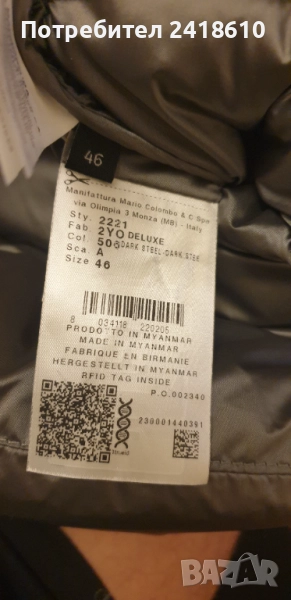 Потребител 2418610
46
Manifattura Mario Colombo & C Spa
via Olimpia 3 Monza (MB) - Italy
Sty. 2221
Fab. 2YO DELUXE
Col 506 DARK STEEL-DARK STEE
Sca. A
Size 46
8 034118 220205
PRODOTTO IN MYANMAR
MADE IN MYANMAR
FABRIQUE EN BIRMANIE
HERGESTELLT IN MYANMAR
RFID TAG INSIDE
P.O.002340
230001440391
BAZAR